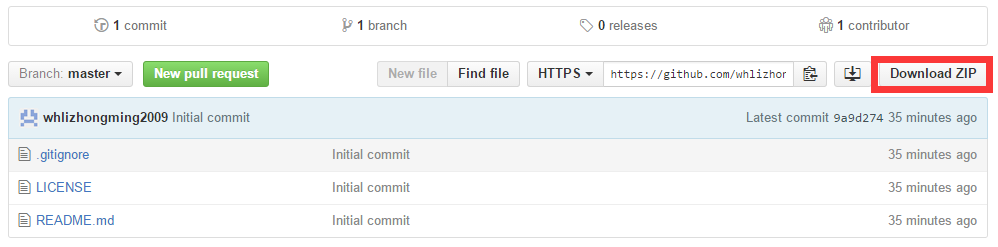 1 commit 1 branch 0 releases 1 contributor
Branch: master New pull request New file Find file HTTPS https://github.com/whlizhon Download ZIP
whlizhongming2009 Initial commit Latest commit 9a9d274 35 minutes ago
.gitignore Initial commit 35 minutes ago
LICENSE Initial commit 35 minutes ago
README.md Initial commit 35 minutes ago